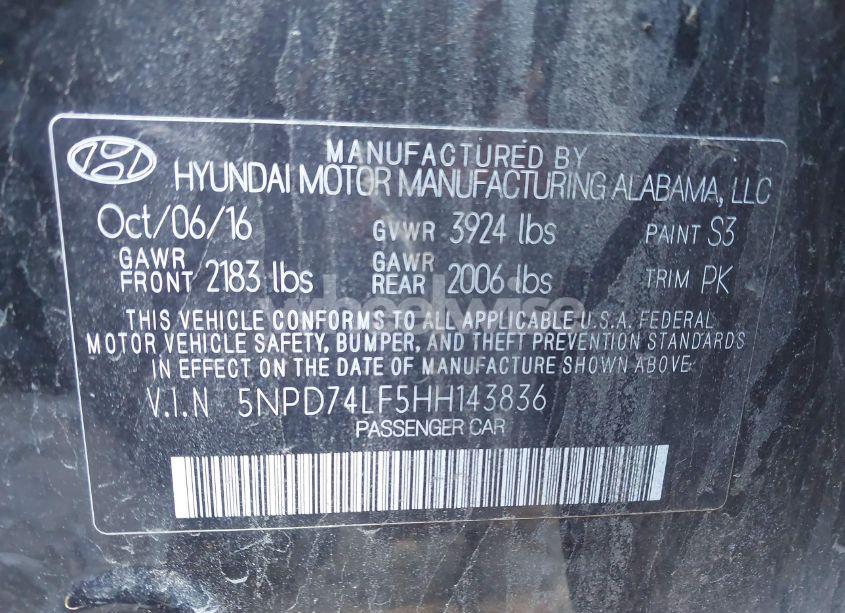 MANUFACTURED BY
HYUNDAI MOTOR MANUFACTURING ALABAMA, LLC
Oct/06/16 GVWR 3924 lbs PAINT S3
GAWR FRONT 2183 lbs GAWR REAR 2006 lbs TRIM PK
wheelwise
THIS VEHICLE CONFORMS TO ALL APPLICABLE U.S.A. FEDERAL
MOTOR VEHICLE SAFETY, BUMPER, AND THEFT PREVENTION STANDARDS
IN EFFECT ON THE DATE OF MANUFACTURE SHOWN ABOVE.
V.I.N 5NPD74LF5HH143836
PASSENGER CAR